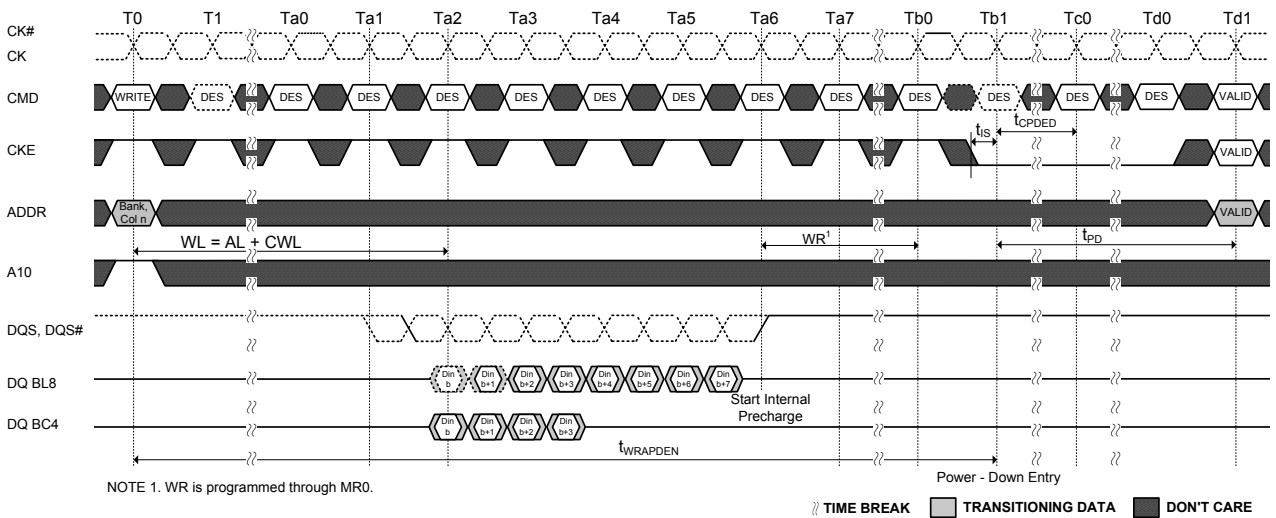 T0 T1 Ta0 Ta1 Ta2 Ta3 Ta4 Ta5 Ta6 Ta7 Tb0 Tb1 Tc0 Td0 Td1
CK#
CK
CMD WRITE DES DES DES DES DES DES DES DES DES DES DES DES DES VALID
tIS tCPDED
CKE VALID
ADDR Bank, Col n VALID
WL = AL + CWL WR1 tPD
A10
DQS, DQS#
DQ BL8 Din b Din b+1 Din b+2 Din b+3 Din b+4 Din b+5 Din b+6 Din b+7
Start Internal
Precharge
DQ BC4 Din b Din b+1 Din b+2 Din b+3
tWRAPDEN
Power - Down Entry
NOTE 1. WR is programmed through MR0.
TIME BREAK TRANSITIONING DATA DON'T CARE